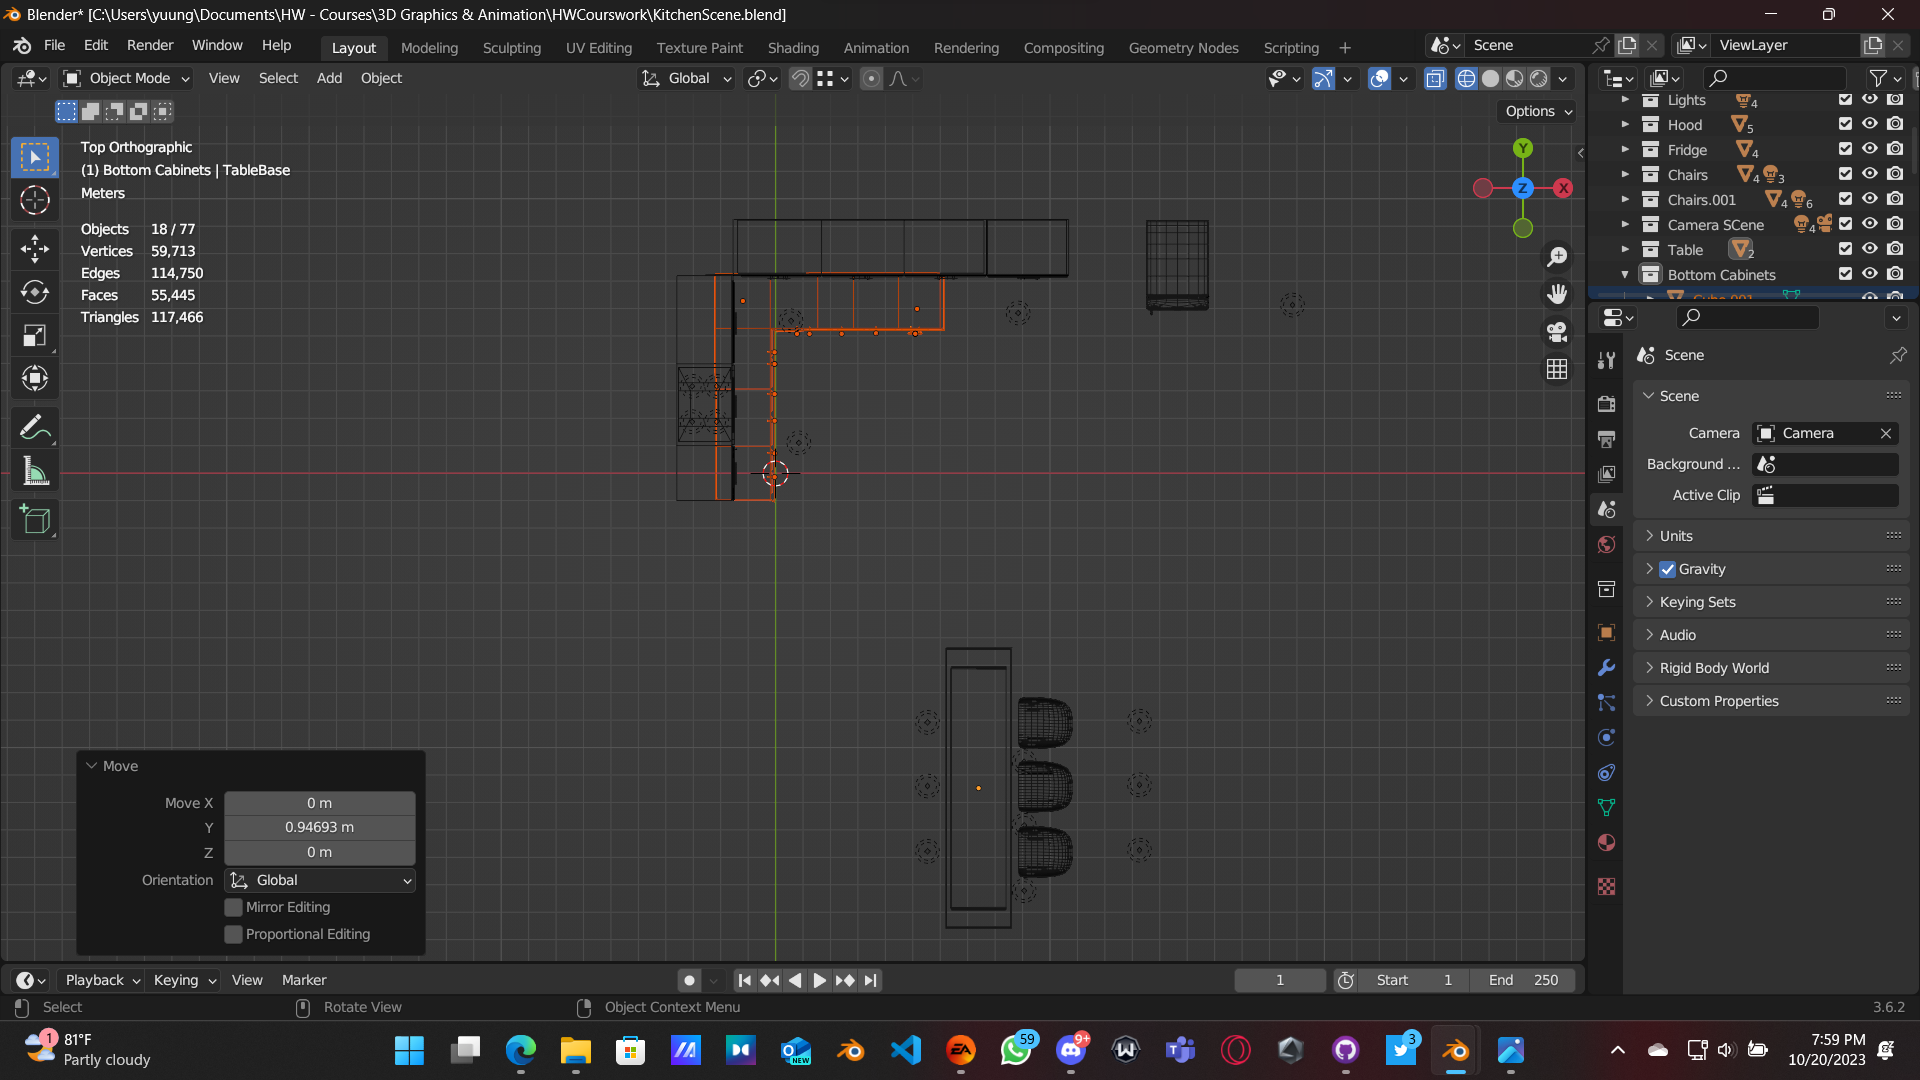 Blender* [C:\Users\yuung\Documents\HW - Courses\3D Graphics & Animation\HWCourswork\KitchenScene.blend]
File Edit Render Window Help
Layout Modeling Sculpting UV Editing Texture Paint Shading Animation Rendering Compositing Geometry Nodes Scripting +
Scene
ViewLayer
Object Mode View Select Add Object
Global
Options
Top Orthographic
(1) Bottom Cabinets | TableBase
Meters
Objects 18 / 77
Vertices 59,713
Edges 114,750
Faces 55,445
Triangles 117,466
Y
Z
X
Lights 4
Hood 5
Fridge 4
Chairs 4 3
Chairs.001 4 6
Camera SCene 4
Table 2
Bottom Cabinets
Cube.001
Scene
Scene
Camera Camera
Background ...
Active Clip
Units
Gravity
Keying Sets
Audio
Rigid Body World
Custom Properties
Move
Move X 0 m
Y 0.94693 m
Z 0 m
Orientation Global
Mirror Editing
Proportional Editing
Playback Keying View Marker
1
Start 1
End 250
Select
Rotate View
Object Context Menu
3.6.2
1
81°F
Partly cloudy
NEW
EA
59
9+
3
7:59 PM
10/20/2023